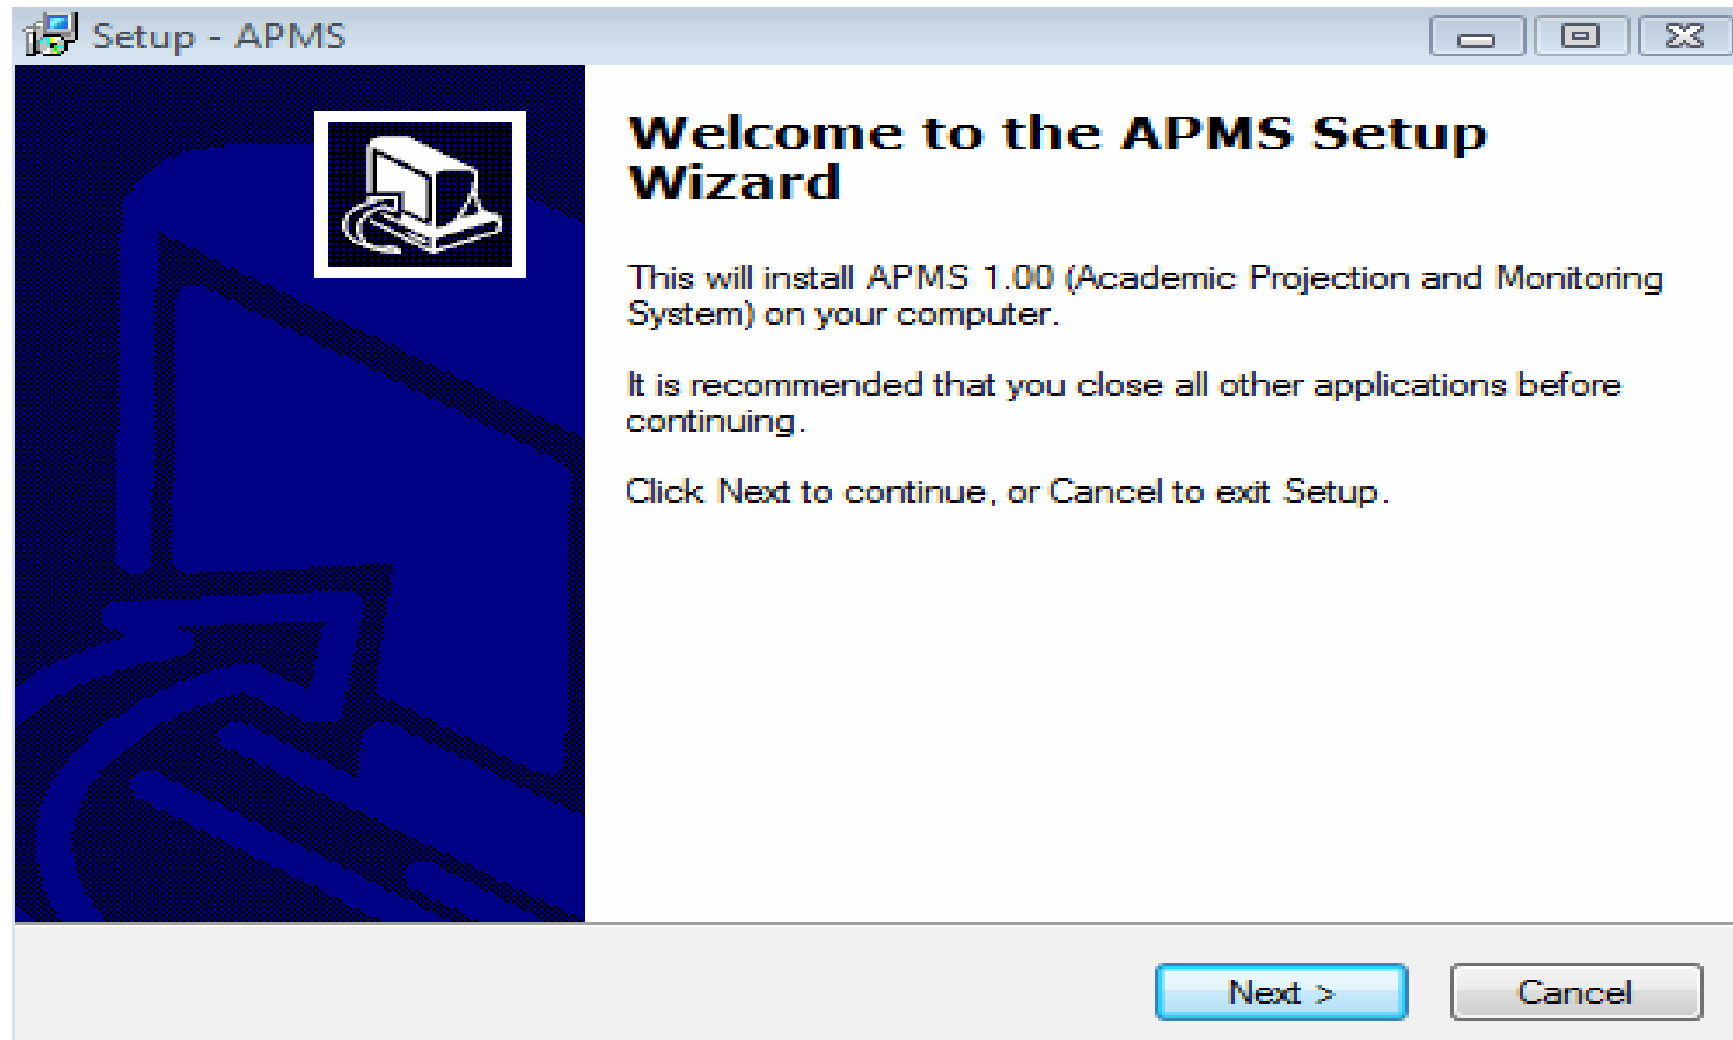 Setup - APMS
Welcome to the APMS Setup
Wizard
This will install APMS 1.00 (Academic Projection and Monitoring
System) on your computer.
It is recommended that you close all other applications before
continuing.
Click Next to continue, or Cancel to exit Setup.
Next >
Cancel